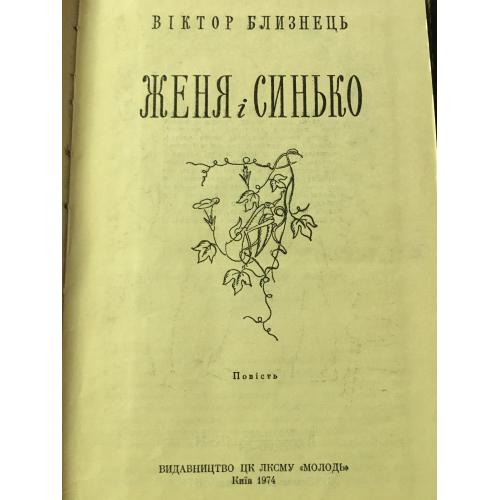 ВІКТОР БЛИЗНЕЦЬ
ЖЕНЯ і СИНЬКО
Повість
ВИДАВНИЦТВО ЦК ЛКСМУ «МОЛОДЬ»
Київ 1974